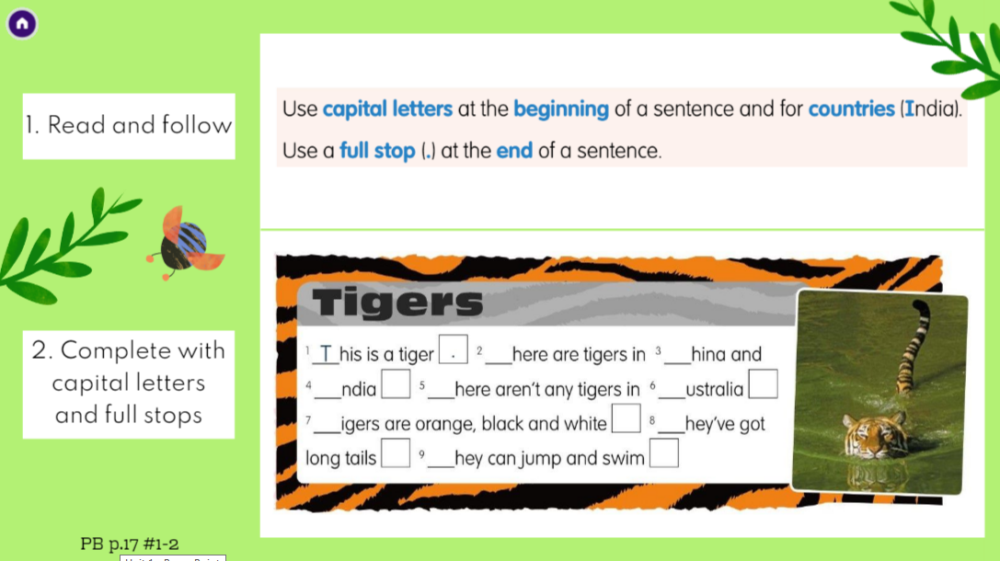 1. Read and follow
Use capital letters at the beginning of a sentence and for countries (India).
Use a full stop (.) at the end of a sentence.
2. Complete with
capital letters
and full stops
Tigers
1 _T_his is a tiger . 2 ___here are tigers in 3 ___hina and
4 ___ndia 5 ___here aren't any tigers in 6 ___ustralia
7 ___igers are orange, black and white 8 ___hey've got
long tails 9 ___hey can jump and swim
PB p.17 #1-2